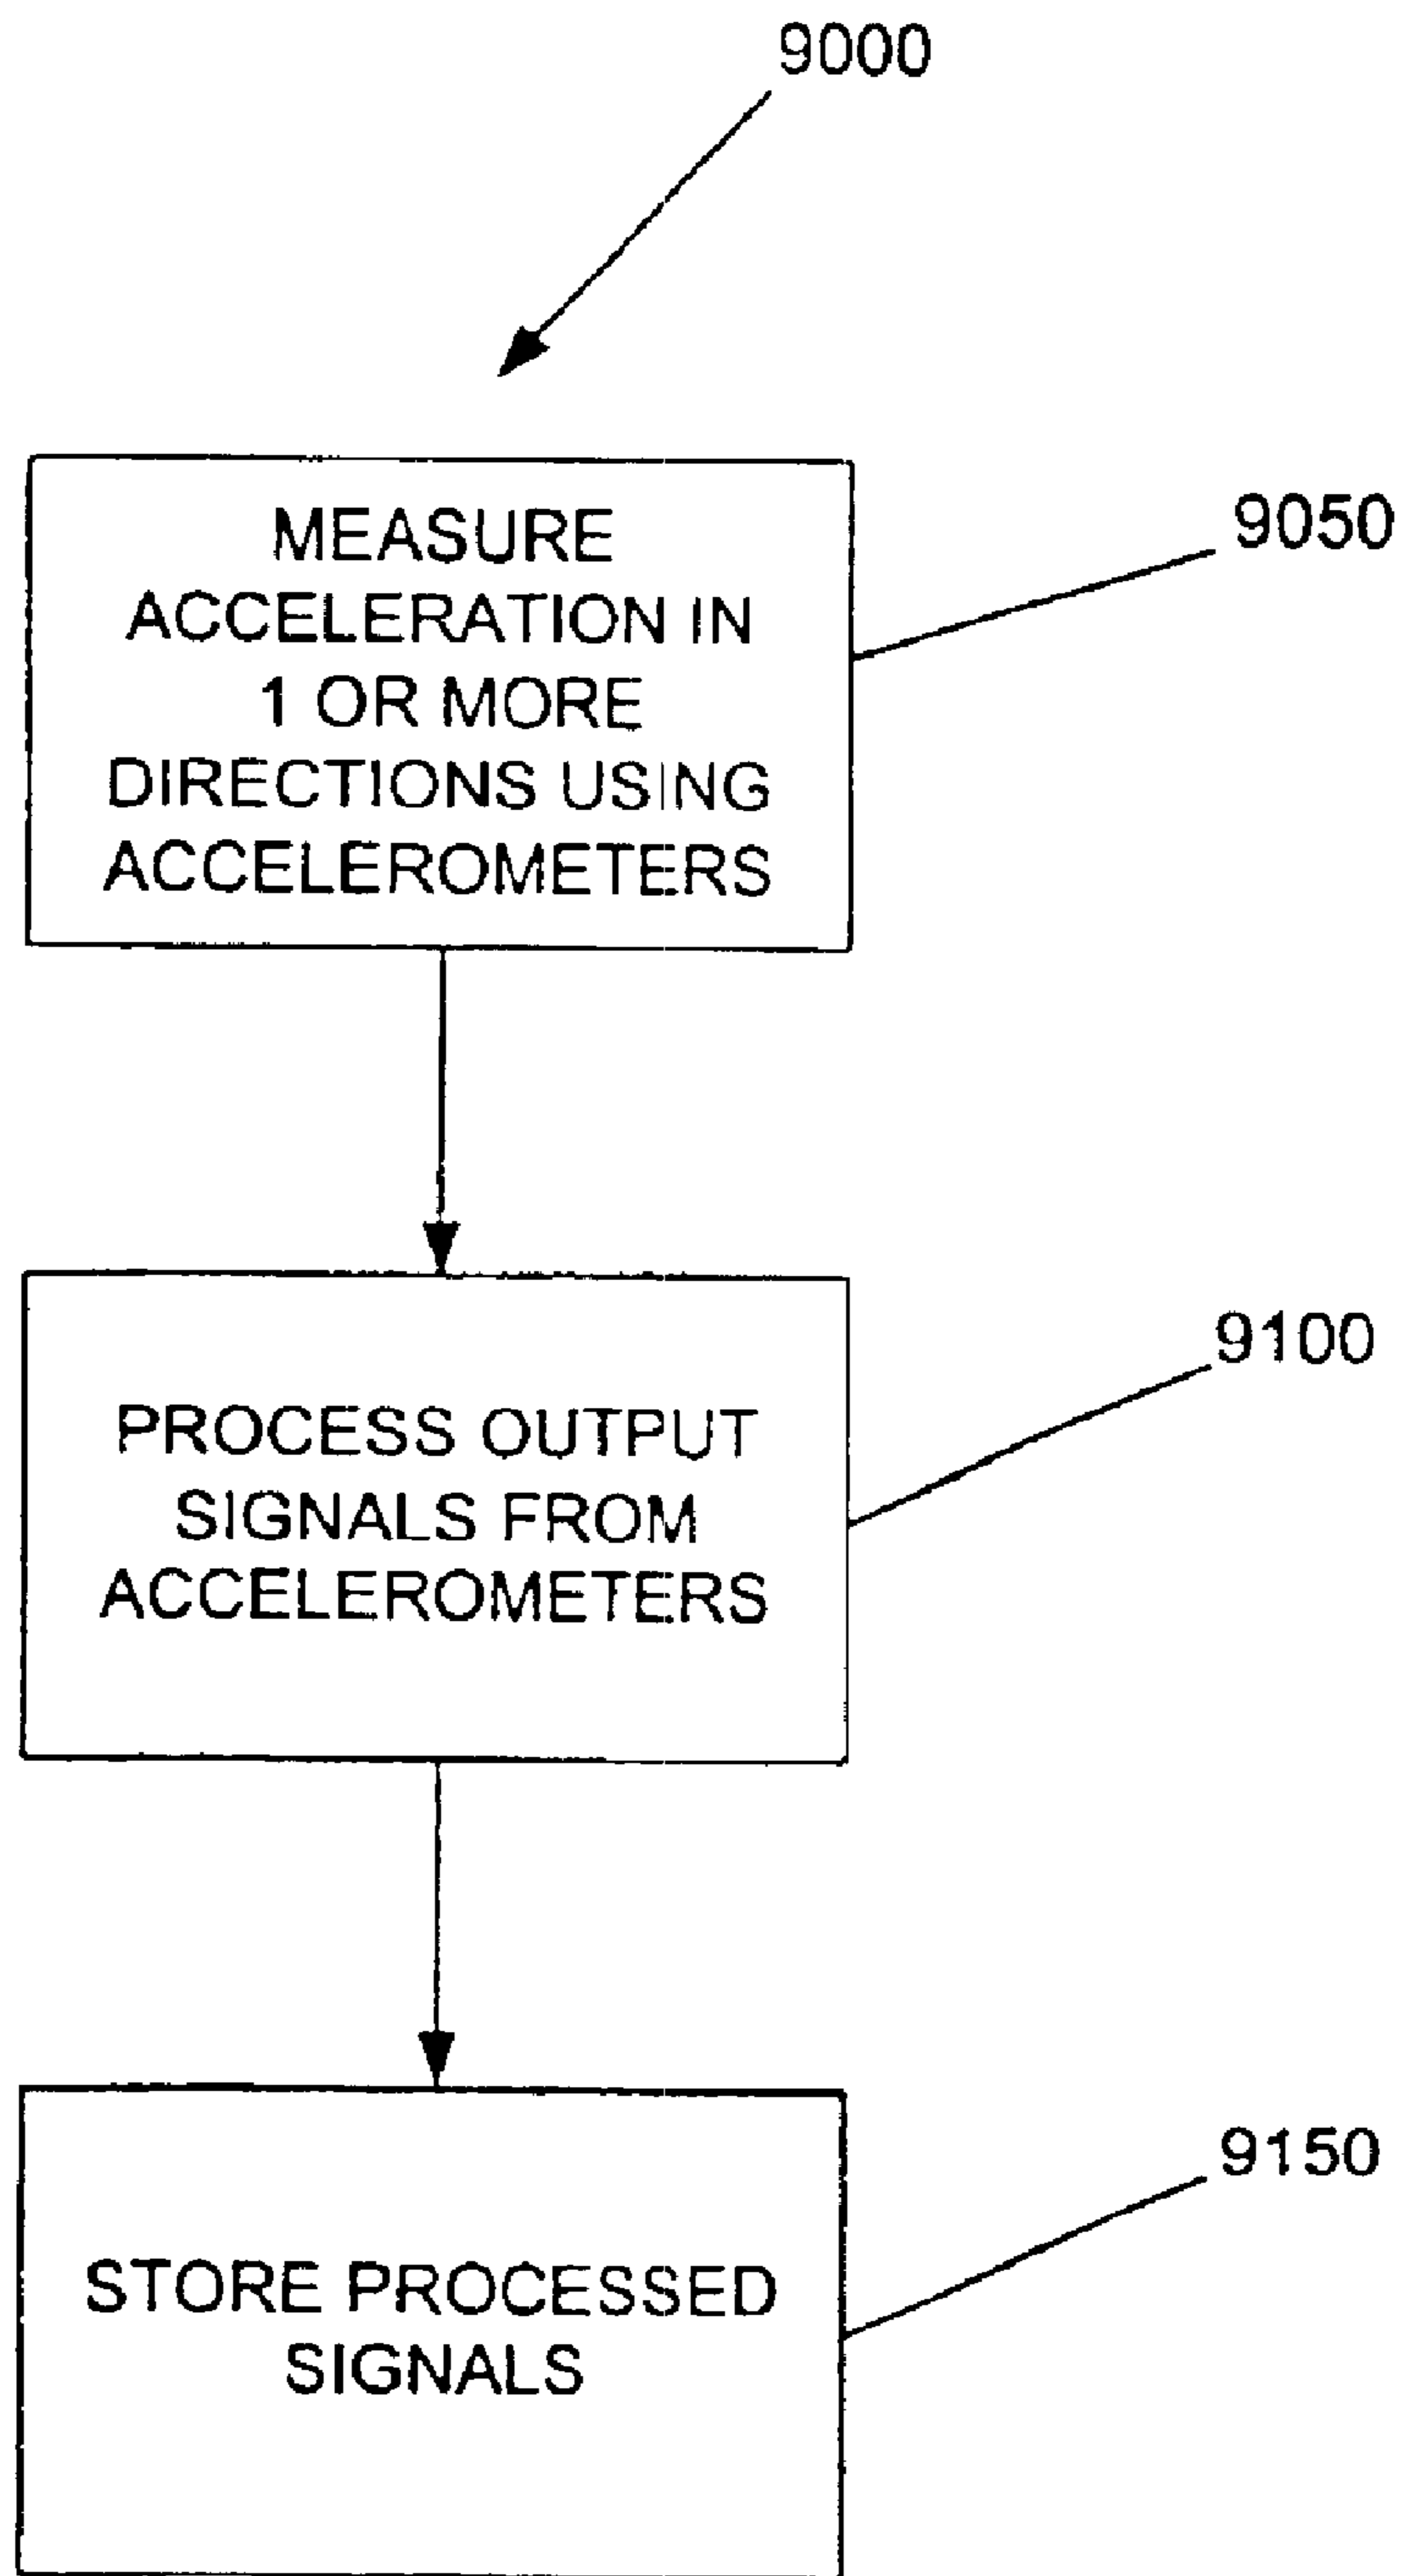 9000
MEASURE
ACCELERATION IN
1 OR MORE
DIRECTIONS USING
ACCELEROMETERS
9050
PROCESS OUTPUT
SIGNALS FROM
ACCELEROMETERS
9100
STORE PROCESSED
SIGNALS
9150